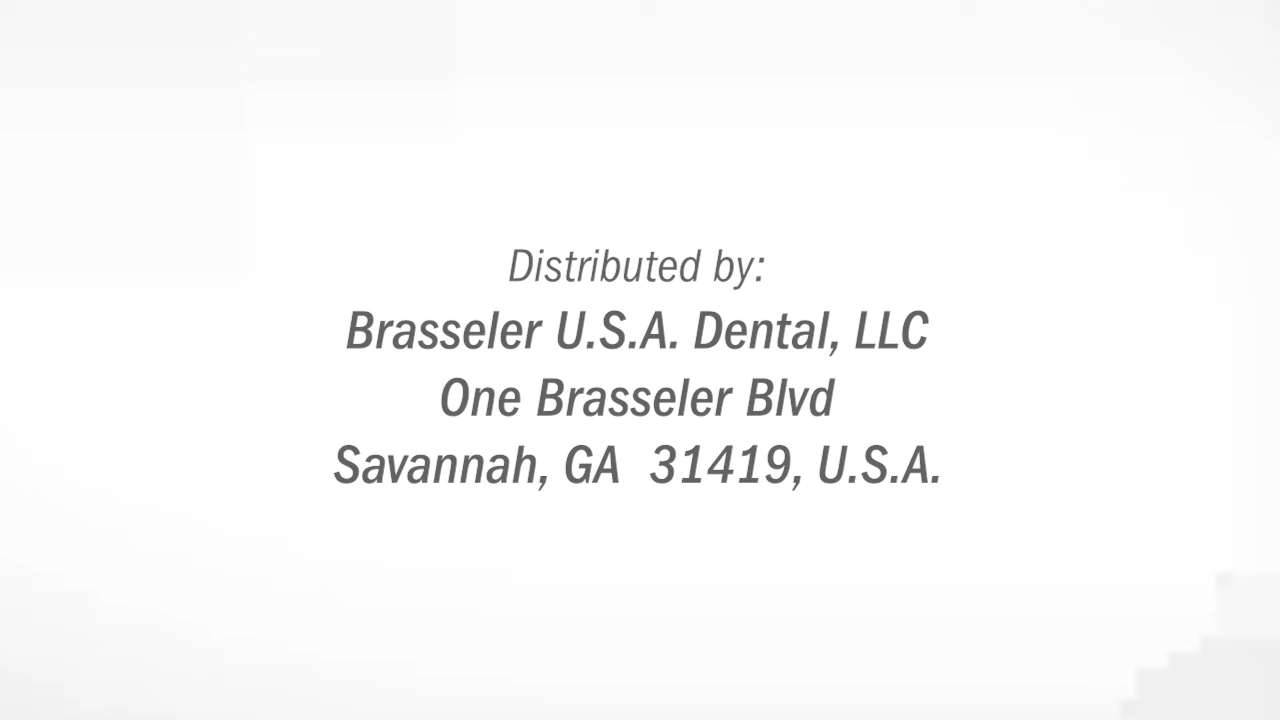 Distributed by:
Brasseler U.S.A. Dental, LLC
One Brasseler Blvd
Savannah, GA  31419, U.S.A.